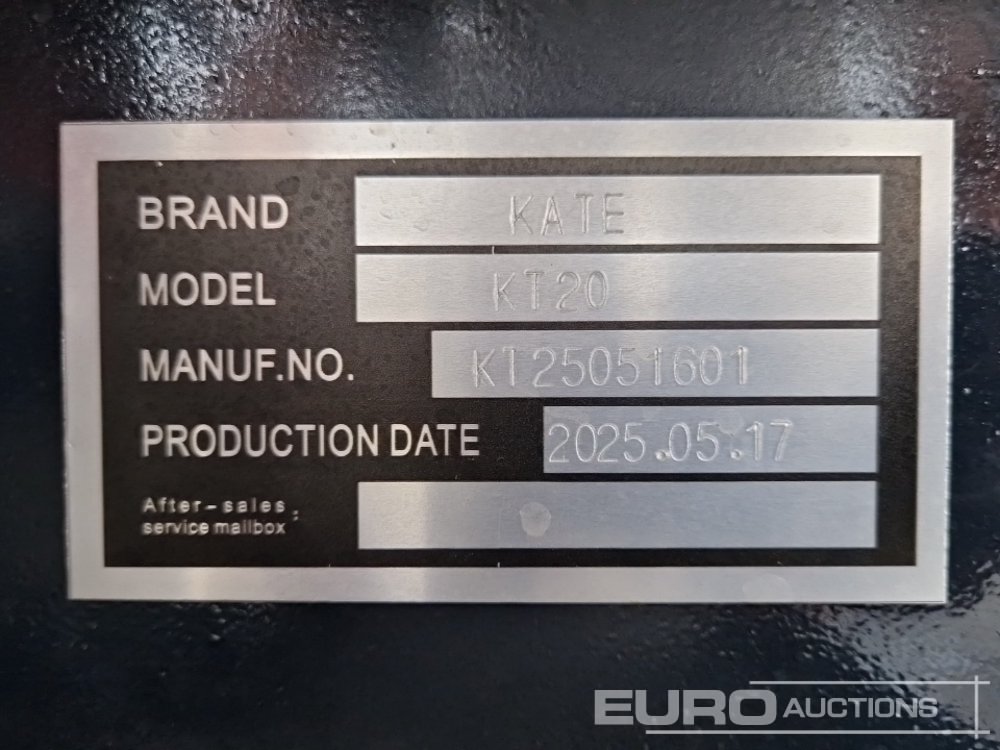 BRAND KATE
MODEL KT20
MANUF.NO. KT25051601
PRODUCTION DATE 2025.05.17
After-sales
service mailbox :
EURO AUCTIONS